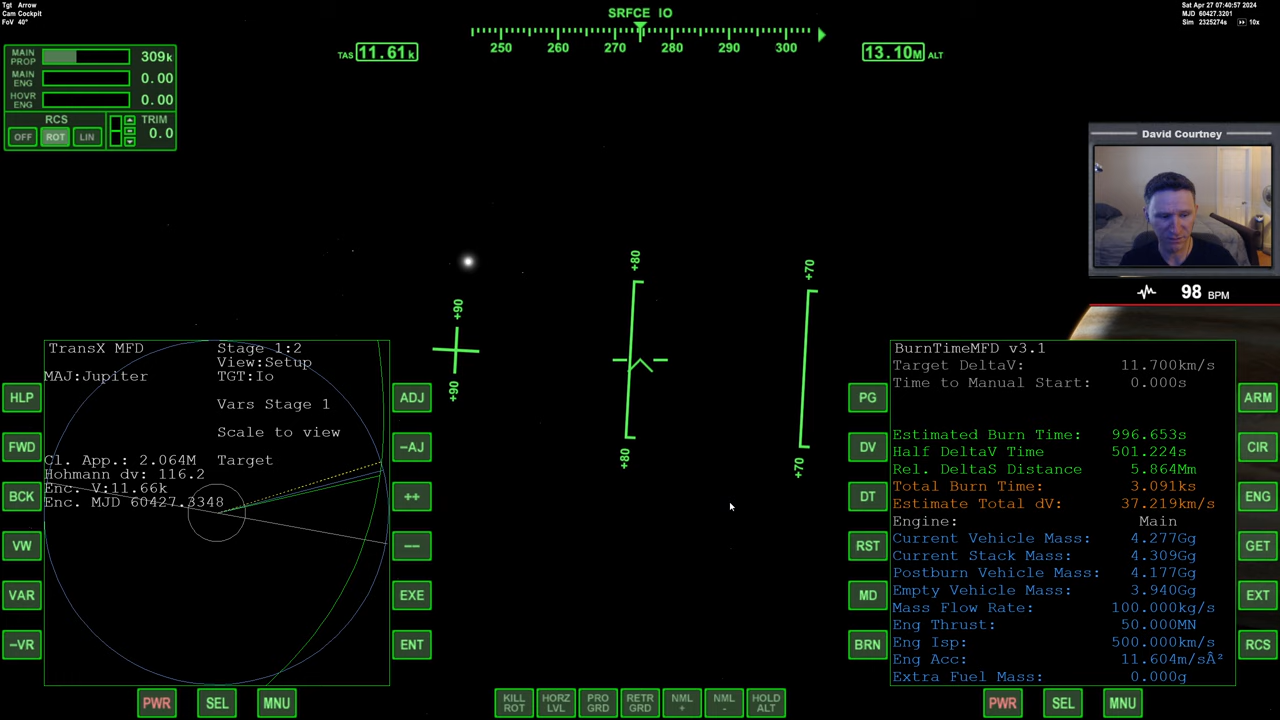 Tgt Arrow
Cam Cockpit
FoV 40°
SRFCE IO
250 260 270 280 290 300
TAS 11.61k
13.10M ALT
Sat Apr 27 07:40:57 2024
MJD 60427.3201
Sim 2325274s 10x
MAIN PROP 309k
MAIN ENG 0.00
HOVR ENG 0.00
RCS
OFF ROT LIN
TRIM
0.0
David Courtney
98 BPM
+90
+90
+80
+80
+70
+70
TransX MFD
MAJ:Jupiter
Stage 1:2
View:Setup
TGT:Io
Vars Stage 1
Scale to view
Target
Cl. App.: 2.064M
Hohmann dv: 116.2
Enc. V:11.66k
Enc. MJD 60427.3348
HLP
FWD
BCK
VW
VAR
-VR
ADJ
-AJ
++
--
EXE
ENT
PWR SEL MNU
KILL ROT
HORZ LVL
PRO GRD
RETR GRD
NML +
NML -
HOLD ALT
BurnTimeMFD v3.1
Target DeltaV: 11.700km/s
Time to Manual Start: 0.000s
Estimated Burn Time: 996.653s
Half DeltaV Time 501.224s
Rel. DeltaS Distance 5.864Mm
Total Burn Time: 3.091ks
Estimate Total dV: 37.219km/s
Engine: Main
Current Vehicle Mass: 4.277Gg
Current Stack Mass: 4.309Gg
Postburn Vehicle Mass: 4.177Gg
Empty Vehicle Mass: 3.940Gg
Mass Flow Rate: 100.000kg/s
Eng Thrust: 50.000MN
Eng Isp: 500.000km/s
Eng Acc: 11.604m/sÂ²
Extra Fuel Mass: 0.000g
PG
DV
DT
RST
MD
BRN
ARM
CIR
ENG
GET
EXT
RCS
PWR SEL MNU